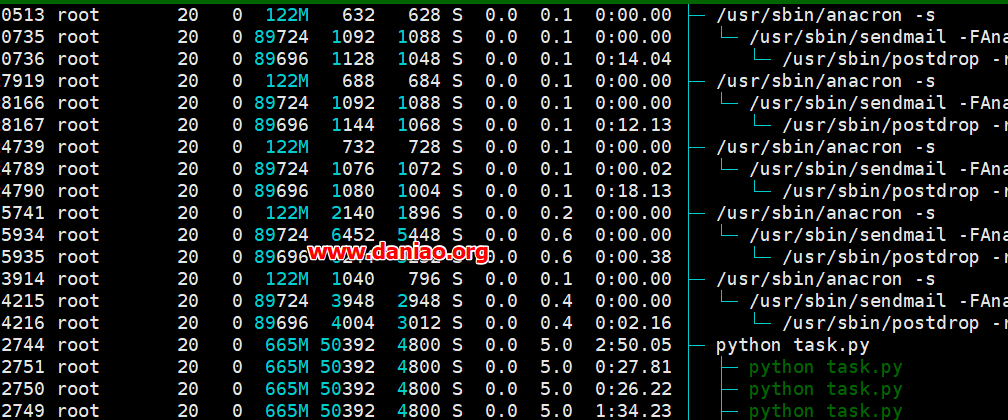 0513 root 20 0 122M 632 628 S 0.0 0.1 0:00.00 ├─ /usr/sbin/anacron -s
0735 root 20 0 89724 1092 1088 S 0.0 0.1 0:00.00 │ └─ /usr/sbin/sendmail -FAna
0736 root 20 0 89696 1128 1048 S 0.0 0.1 0:14.04 │ └─ /usr/sbin/postdrop -r
7919 root 20 0 122M 688 684 S 0.0 0.1 0:00.00 ├─ /usr/sbin/anacron -s
8166 root 20 0 89724 1092 1088 S 0.0 0.1 0:00.00 │ └─ /usr/sbin/sendmail -FAna
8167 root 20 0 89696 1144 1068 S 0.0 0.1 0:12.13 │ └─ /usr/sbin/postdrop -r
4739 root 20 0 122M 732 728 S 0.0 0.1 0:00.00 ├─ /usr/sbin/anacron -s
4789 root 20 0 89724 1076 1072 S 0.0 0.1 0:00.02 │ └─ /usr/sbin/sendmail -FAna
4790 root 20 0 89696 1080 1004 S 0.0 0.1 0:18.13 │ └─ /usr/sbin/postdrop -r
5741 root 20 0 122M 2140 1896 S 0.0 0.2 0:00.00 ├─ /usr/sbin/anacron -s
5934 root 20 0 89724 6452 5448 S 0.0 0.6 0:00.00 │ └─ /usr/sbin/sendmail -FAna
www.daniao.org
5935 root 20 0 89696 S 0.0 0.6 0:00.38 │ └─ /usr/sbin/postdrop -r
3914 root 20 0 122M 1040 796 S 0.0 0.1 0:00.00 ├─ /usr/sbin/anacron -s
4215 root 20 0 89724 3948 2948 S 0.0 0.4 0:00.00 │ └─ /usr/sbin/sendmail -FAna
4216 root 20 0 89696 4004 3012 S 0.0 0.4 0:02.16 │ └─ /usr/sbin/postdrop -r
2744 root 20 0 665M 50392 4800 S 0.0 5.0 2:50.05 ├─ python task.py
2751 root 20 0 665M 50392 4800 S 0.0 5.0 0:27.81 │ ├─ python task.py
2750 root 20 0 665M 50392 4800 S 0.0 5.0 0:26.22 │ ├─ python task.py
2749 root 20 0 665M 50392 4800 S 0.0 5.0 1:34.23 │ ├─ python task.py